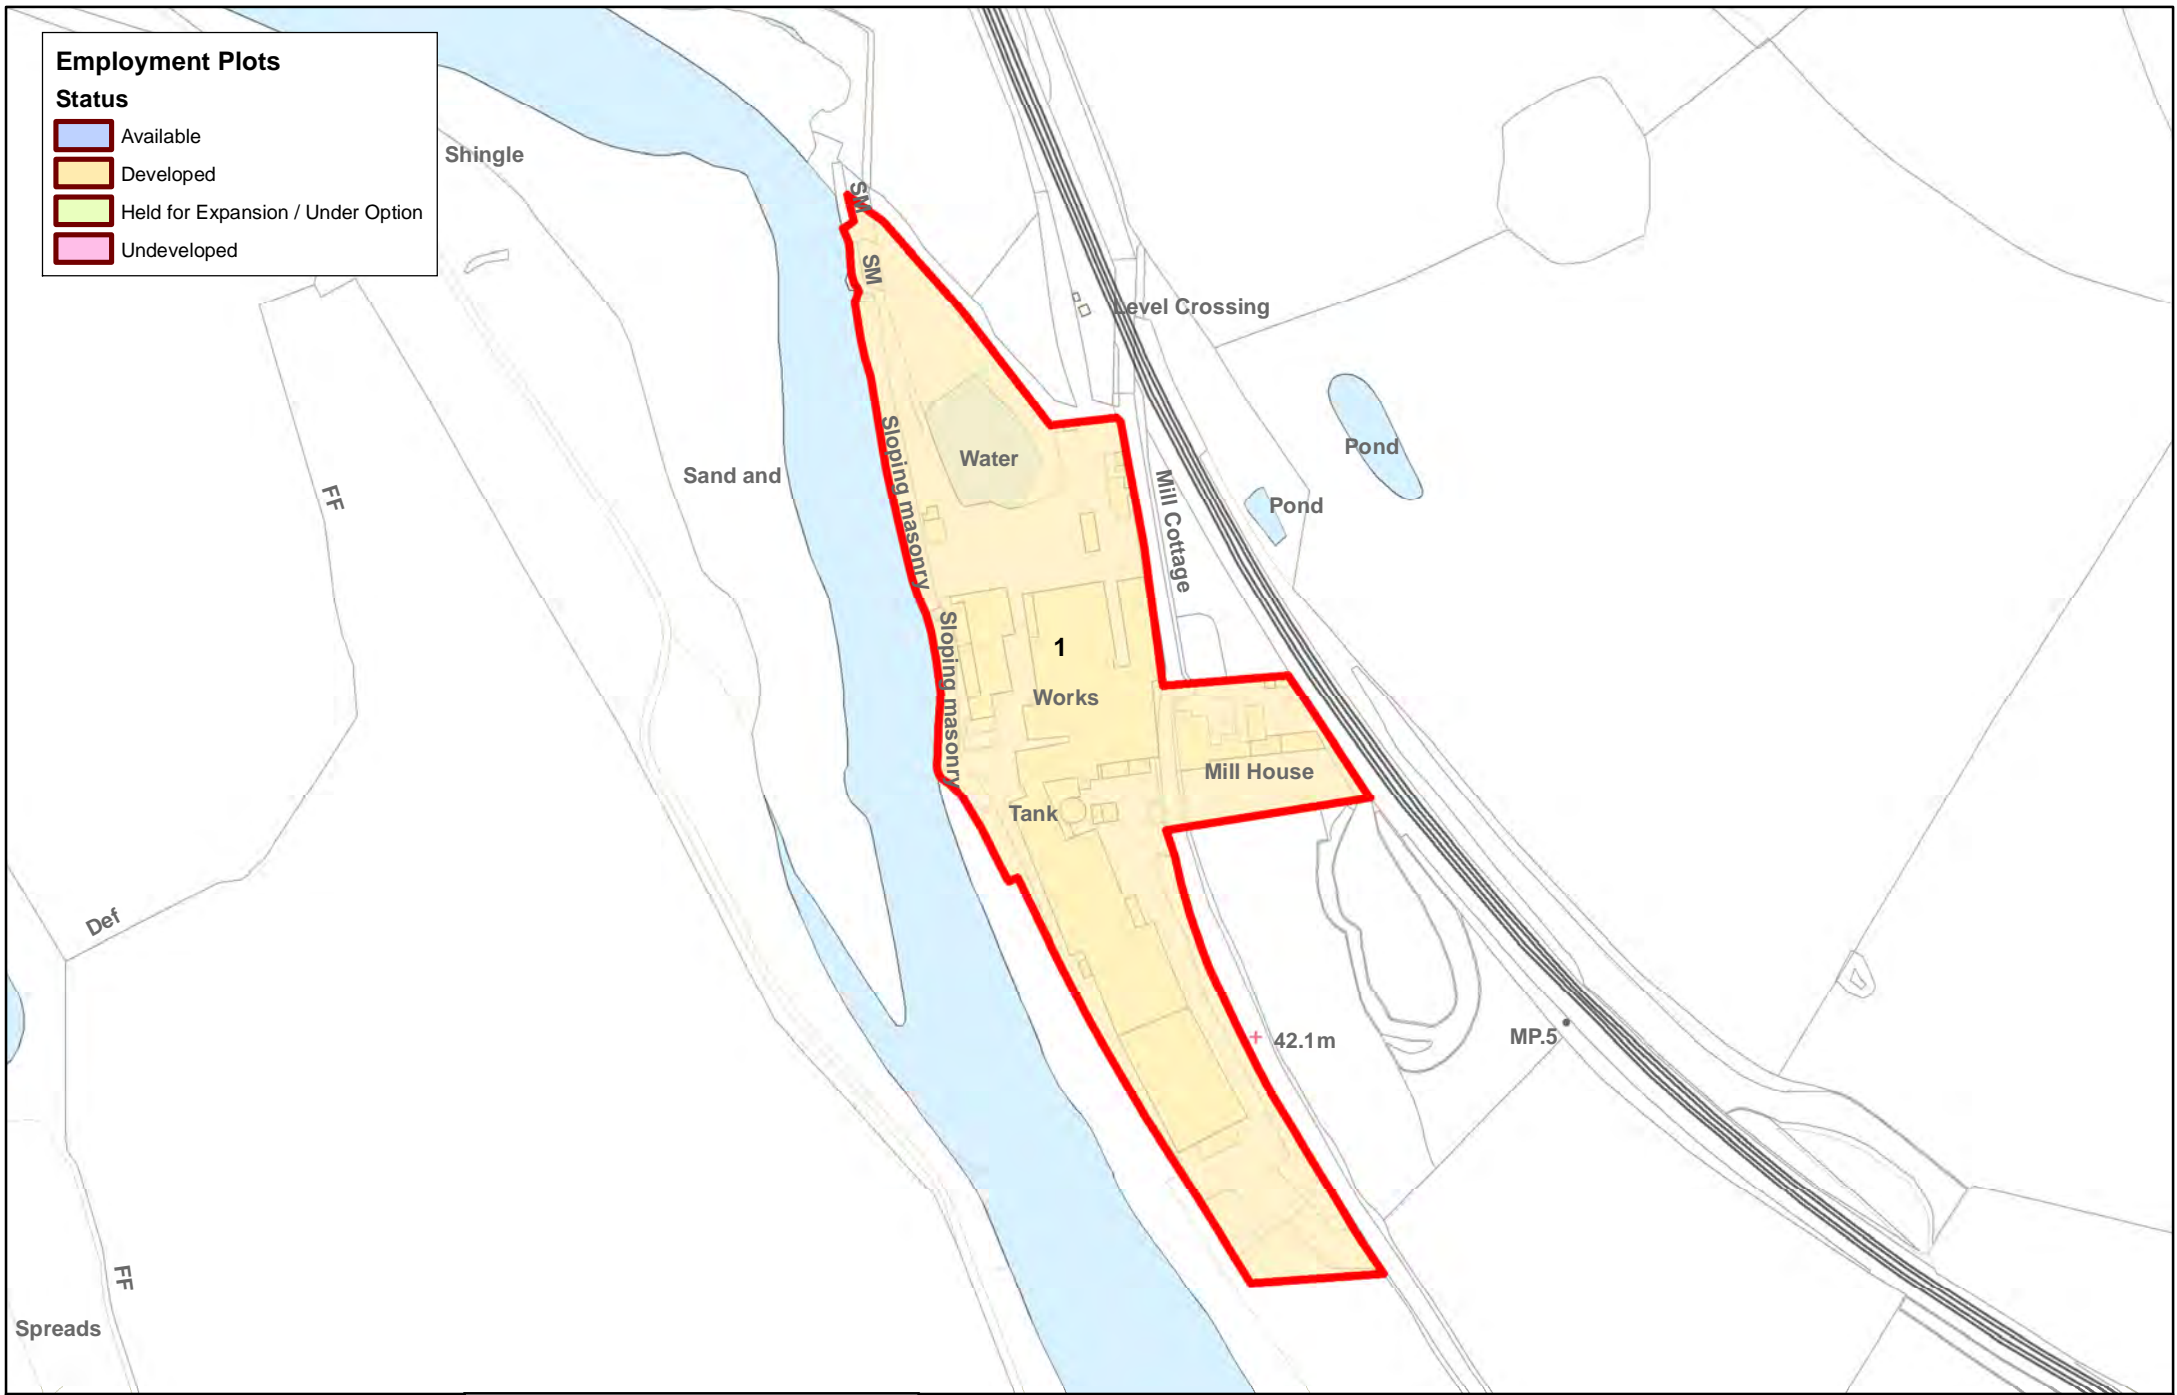 Employment Plots
Status
Available
Developed
Held for Expansion / Under Option
Undeveloped
Shingle
SM
SM
Level Crossing
Sand and
Sloping masonry
Water
Mill Cottage
Pond
Pond
FF
Sloping masonry
1
Works
Mill House
Tank
Def
42.1m
MP.5
FF
Spreads